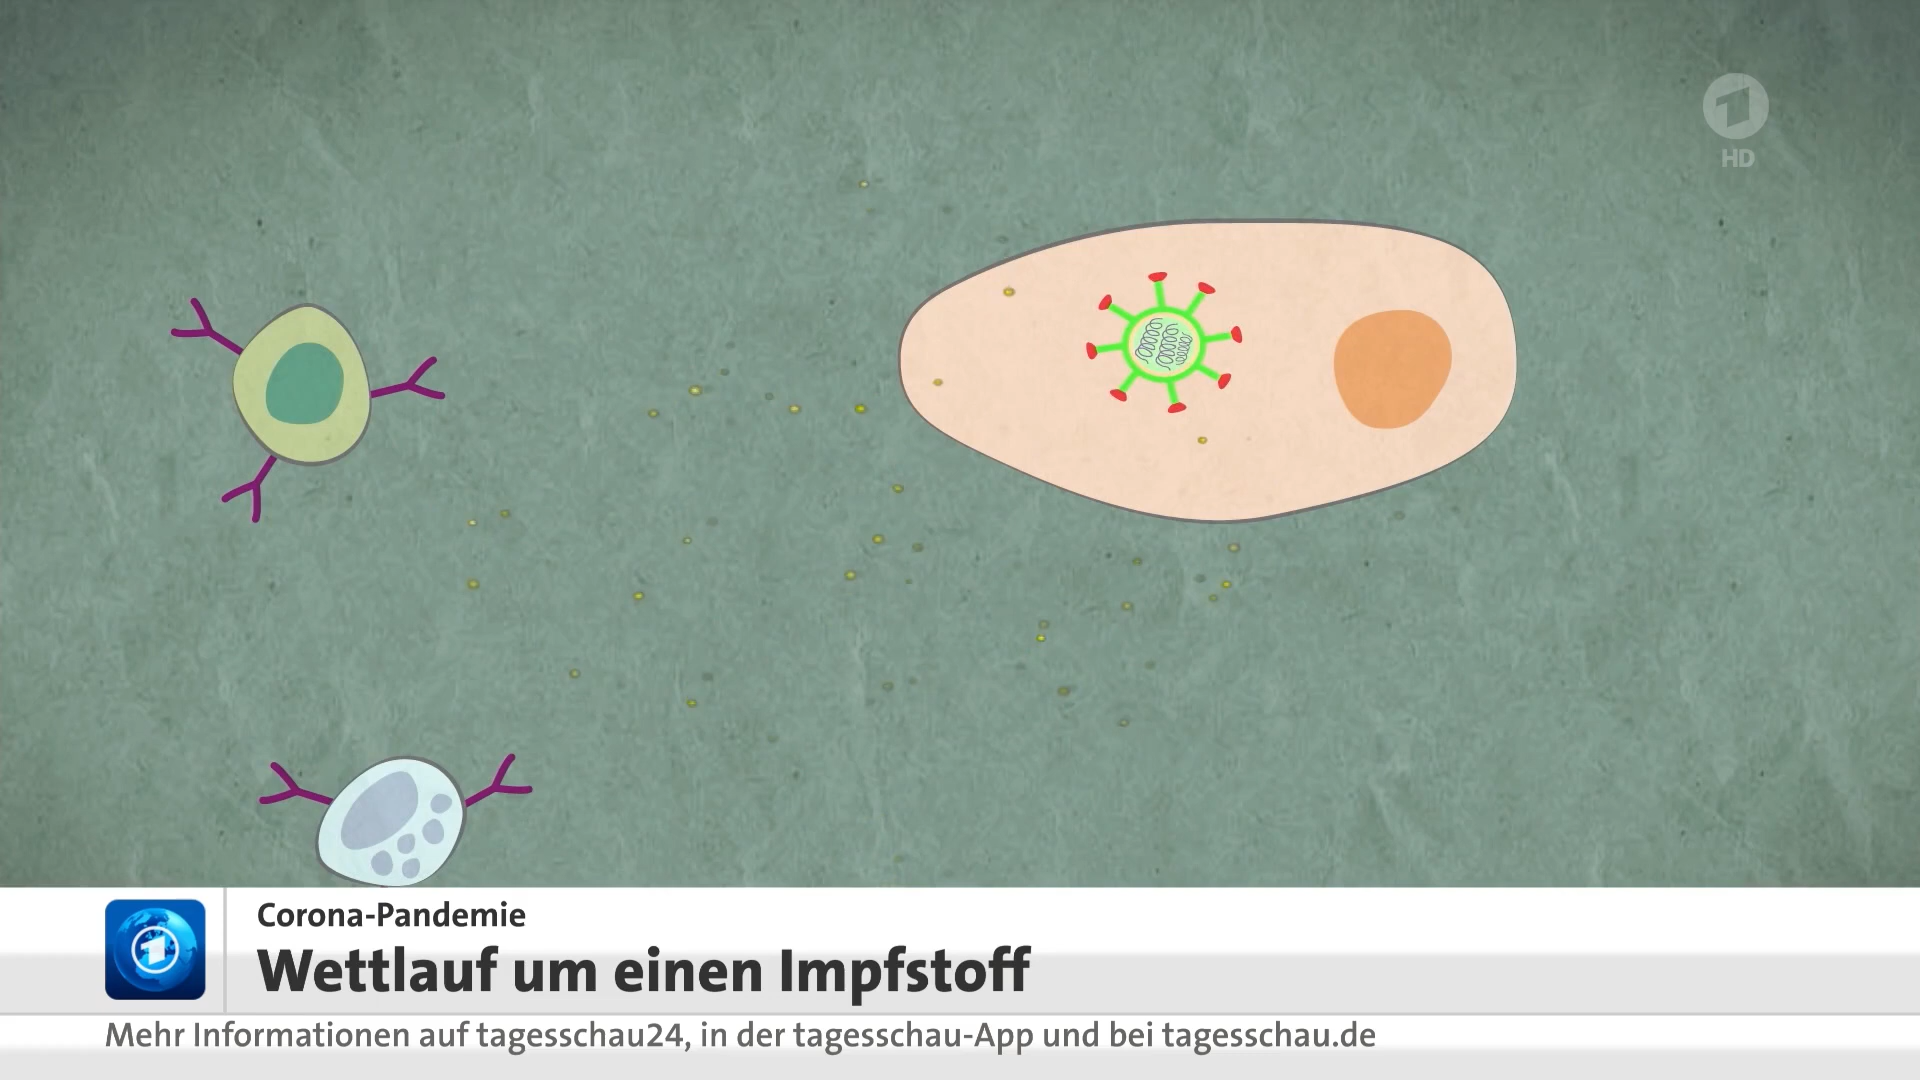 HD
Corona-Pandemie
Wettlauf um einen Impfstoff
Mehr Informationen auf tagesschau24, in der tagesschau-App und bei tagesschau.de